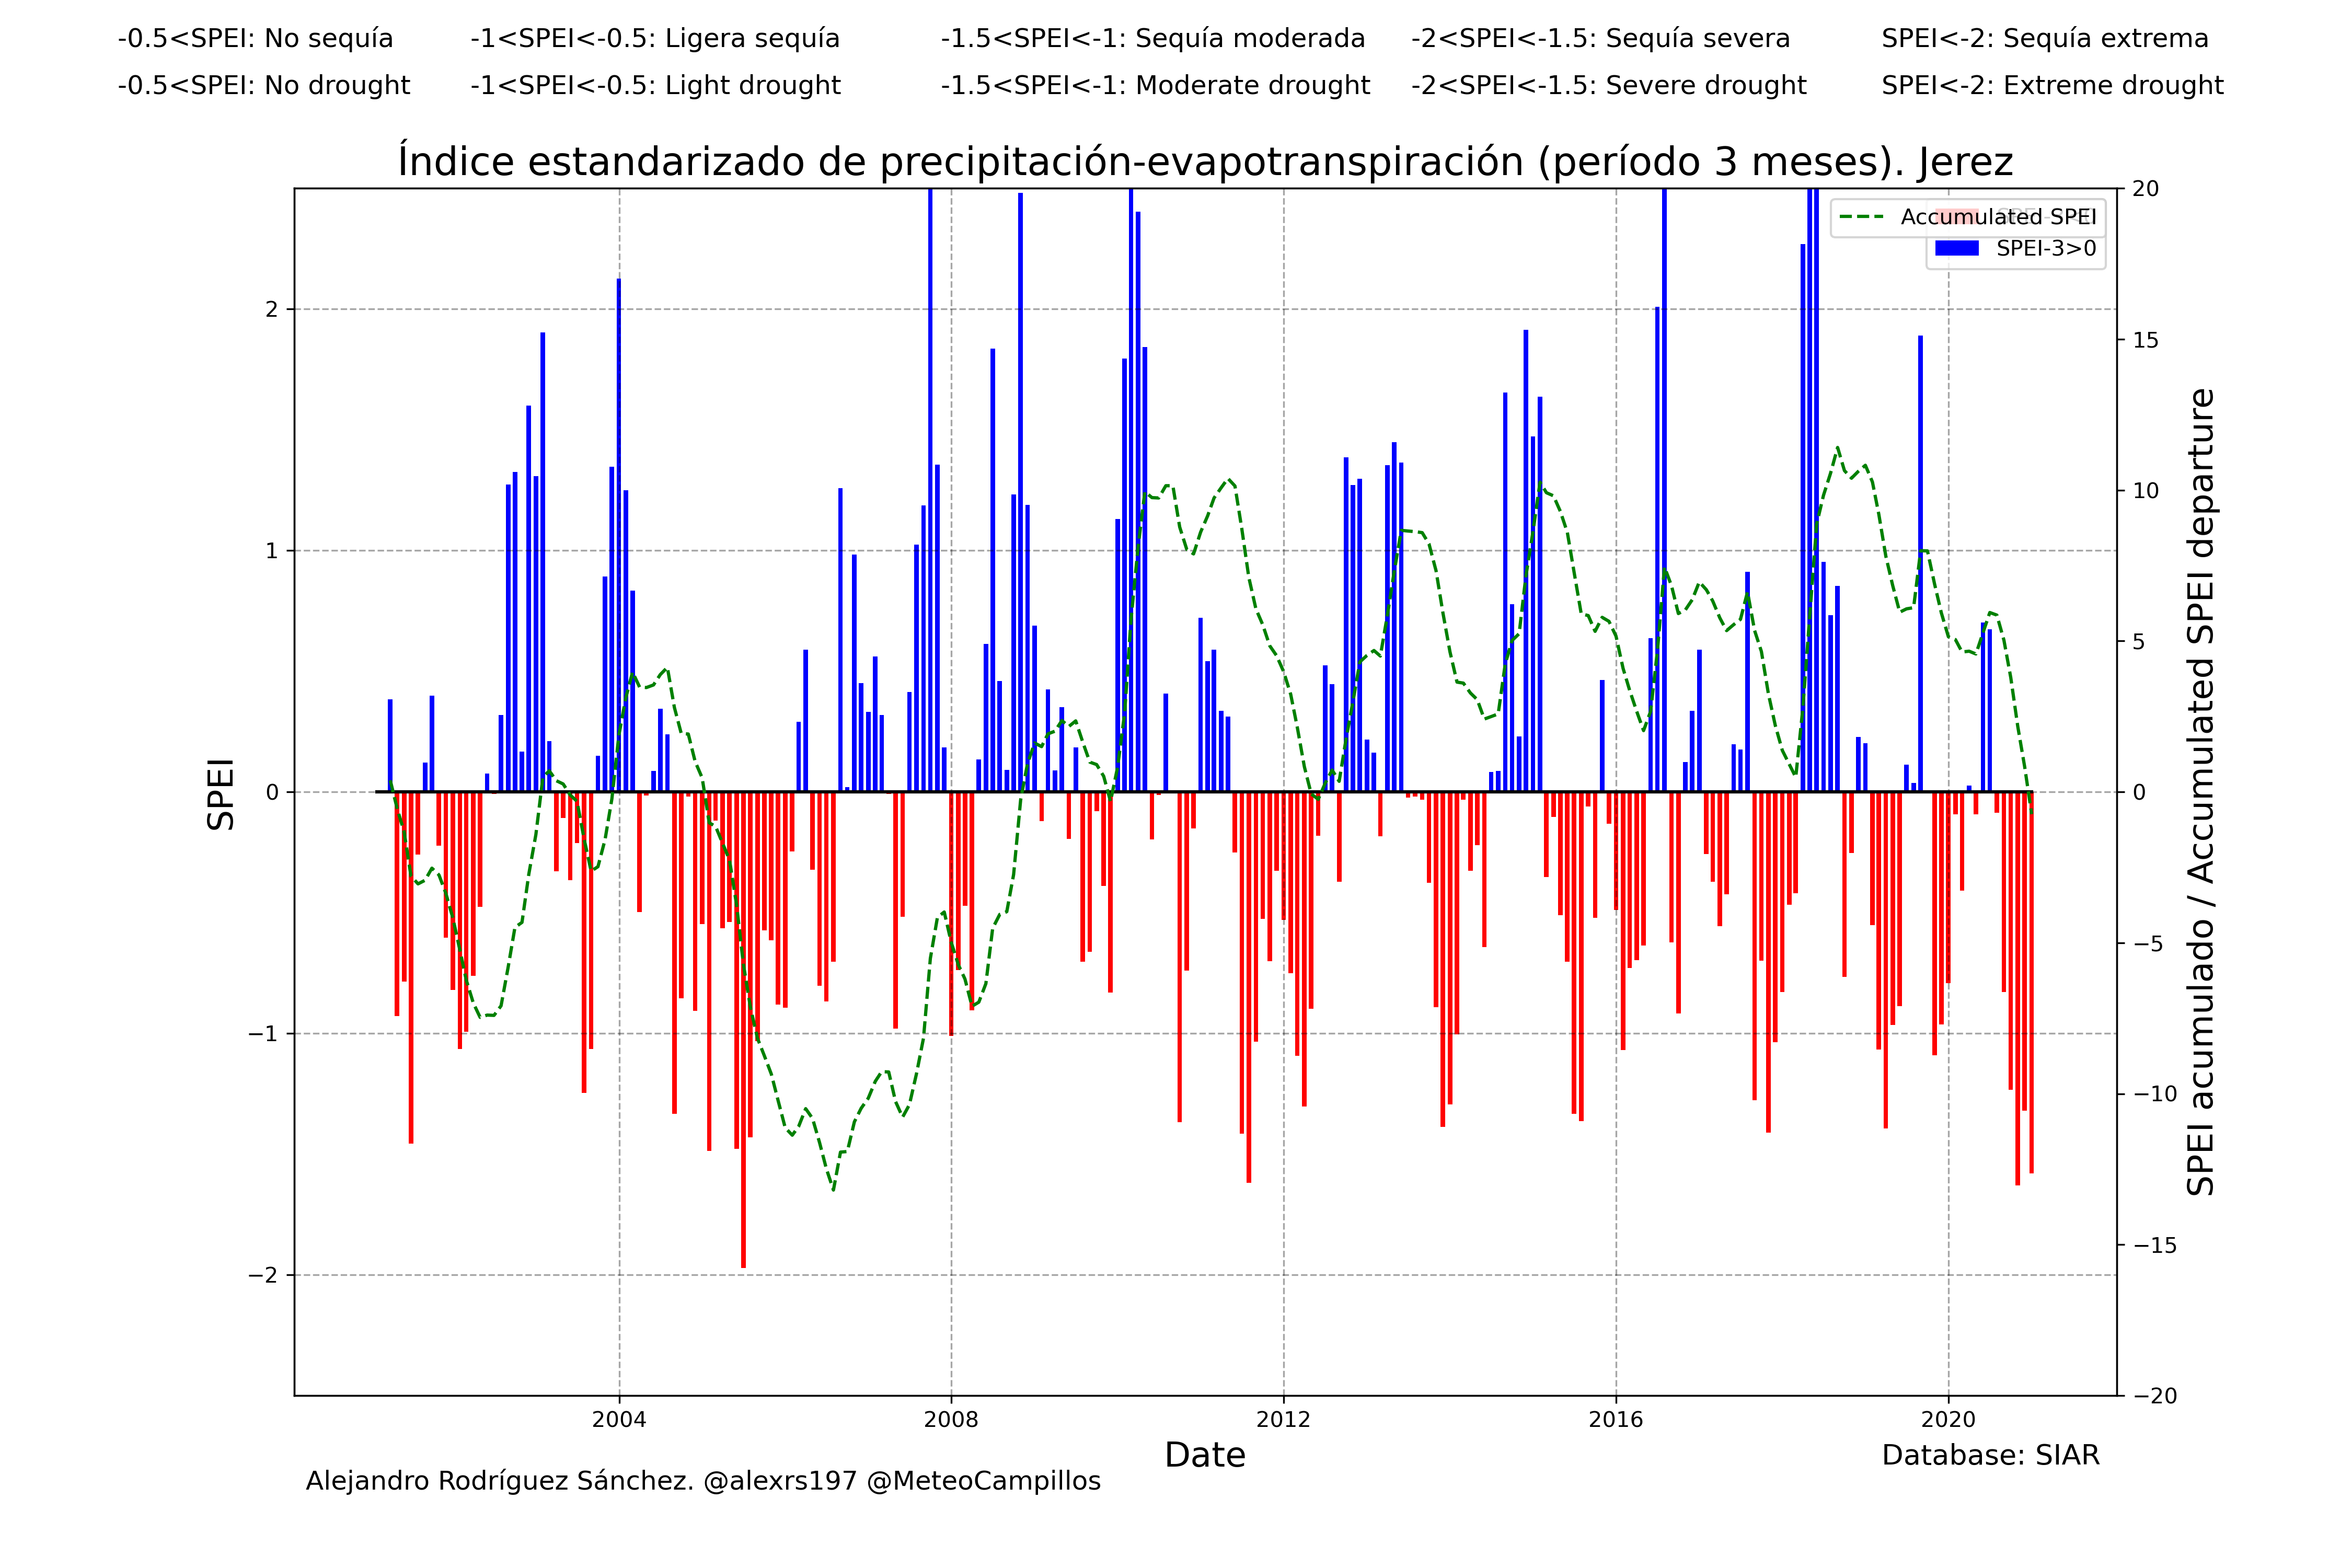 -0.5<SPEI: No sequía -1<SPEI<-0.5: Ligera sequía -1.5<SPEI<-1: Sequía moderada -2<SPEI<-1.5: Sequía severa SPEI<-2: Sequía extrema
-0.5<SPEI: No drought -1<SPEI<-0.5: Light drought -1.5<SPEI<-1: Moderate drought -2<SPEI<-1.5: Severe drought SPEI<-2: Extreme drought
Índice estandarizado de precipitación-evapotranspiración (período 3 meses). Jerez
Accumulated SPEI
SPEI-3>0
SPEI
2
1
0
−1
−2
20
15
10
5
0
−5
−10
−15
−20
SPEI acumulado / Accumulated SPEI departure
2004 2008 2012 2016 2020
Date
Database: SIAR
Alejandro Rodríguez Sánchez. @alexrs197 @MeteoCampillos